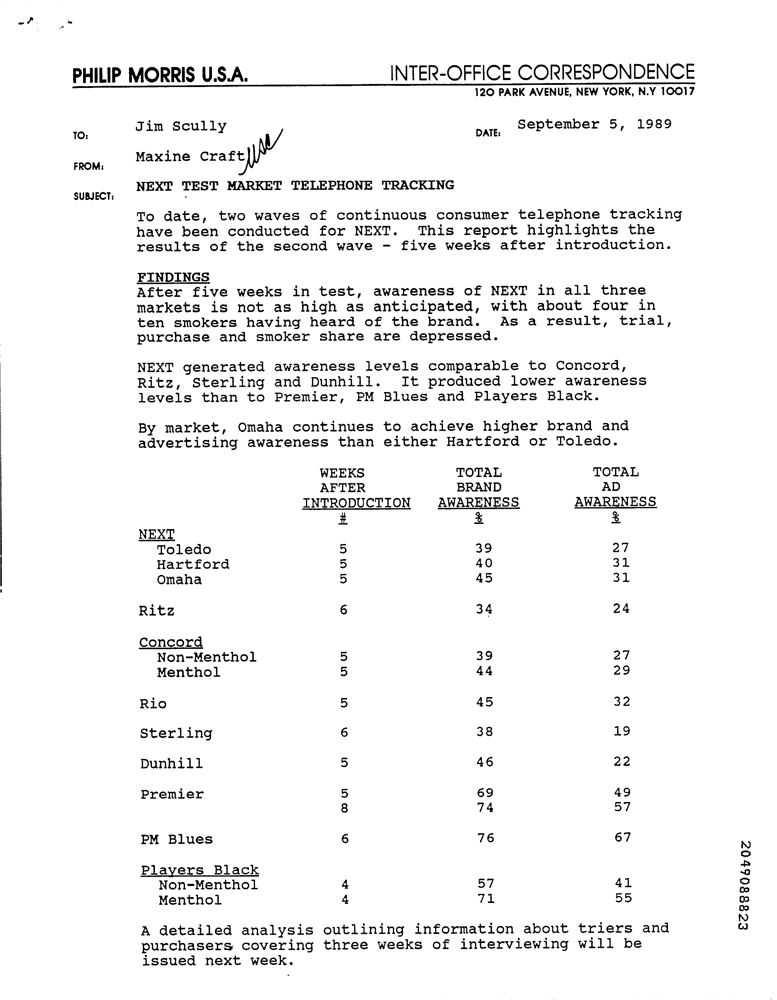 PHILIP MORRIS U.S.A. INTER-OFFICE CORRESPONDENCE
120 PARK AVENUE, NEW YORK, N.Y 10017
TO: Jim Scully DATE: September 5, 1989
FROM: Maxine Craft
SUBJECT: NEXT TEST MARKET TELEPHONE TRACKING
To date, two waves of continuous consumer telephone tracking
have been conducted for NEXT. This report highlights the
results of the second wave - five weeks after introduction.
FINDINGS
After five weeks in test, awareness of NEXT in all three
markets is not as high as anticipated, with about four in
ten smokers having heard of the brand. As a result, trial,
purchase and smoker share are depressed.
NEXT generated awareness levels comparable to Concord,
Ritz, Sterling and Dunhill. It produced lower awareness
levels than to Premier, PM Blues and Players Black.
By market, Omaha continues to achieve higher brand and
advertising awareness than either Hartford or Toledo.
WEEKS TOTAL TOTAL
AFTER BRAND AD
INTRODUCTION AWARENESS AWARENESS
# % %
NEXT
Toledo 5 39 27
Hartford 5 40 31
Omaha 5 45 31
Ritz 6 34 24
Concord
Non-Menthol 5 39 27
Menthol 5 44 29
Rio 5 45 32
Sterling 6 38 19
Dunhill 5 46 22
Premier 5 69 49
8 74 57
PM Blues 6 76 67
Players Black
Non-Menthol 4 57 41
Menthol 4 71 55
A detailed analysis outlining information about triers and
purchasers covering three weeks of interviewing will be
issued next week.
2049088823